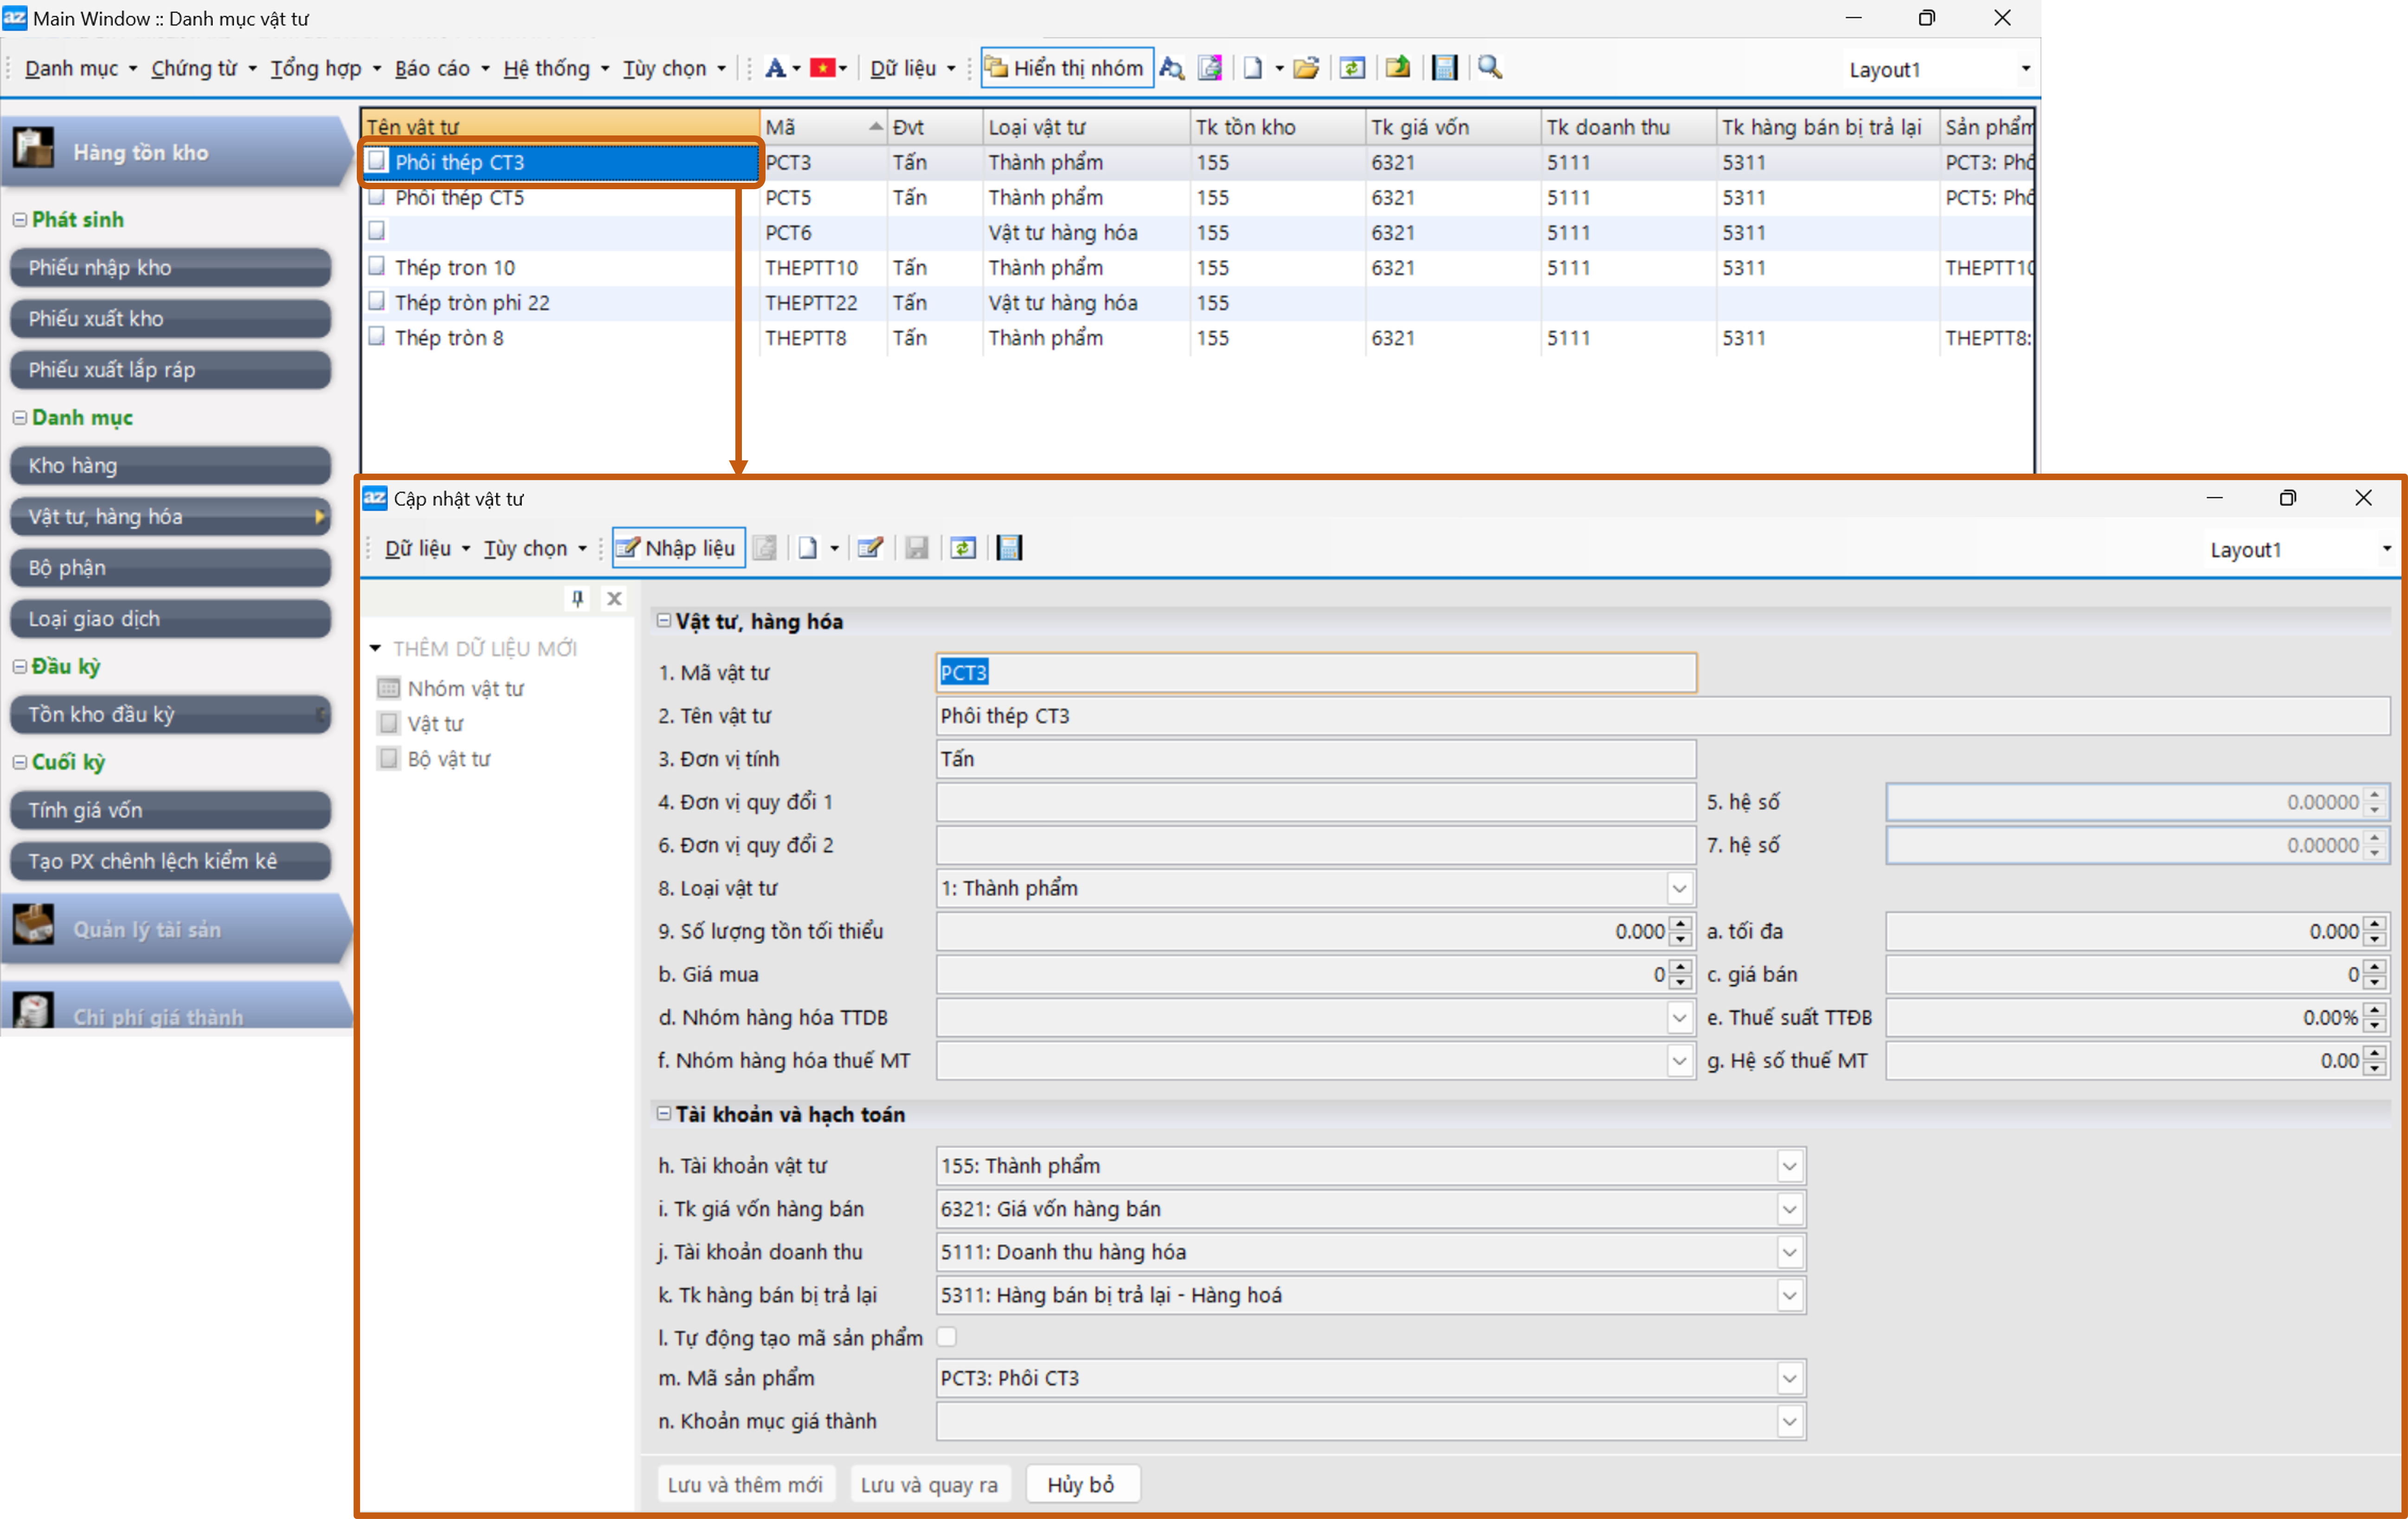 az Main Window :: Danh mục vật tư
Danh mục Chứng từ Tổng hợp Báo cáo Hệ thống Tùy chọn A Dữ liệu Hiển thị nhóm Layout1
Hàng tồn kho
Phát sinh
Phiếu nhập kho
Phiếu xuất kho
Phiếu xuất lắp ráp
Danh mục
Kho hàng
Vật tư, hàng hóa
Bộ phận
Loại giao dịch
Đầu kỳ
Tồn kho đầu kỳ
Cuối kỳ
Tính giá vốn
Tạo PX chênh lệch kiểm kê
Quản lý tài sản
Chi phí giá thành
Tên vật tư Mã Đvt Loại vật tư Tk tồn kho Tk giá vốn Tk doanh thu Tk hàng bán bị trả lại Sản phẩm
Phôi thép CT3 PCT3 Tấn Thành phẩm 155 6321 5111 5311 PCT3: Phô
Phôi thép CT5 PCT5 Tấn Thành phẩm 155 6321 5111 5311 PCT5: Phô
PCT6 Vật tư hàng hóa 155 6321 5111 5311
Thép tron 10 THEPTT10 Tấn Thành phẩm 155 6321 5111 5311 THEPTT10
Thép tròn phi 22 THEPTT22 Tấn Vật tư hàng hóa 155
Thép tròn 8 THEPTT8 Tấn Thành phẩm 155 6321 5111 5311 THEPTT8:
az Cập nhật vật tư
Dữ liệu Tùy chọn Nhập liệu Layout1
THÊM DỮ LIỆU MỚI
Nhóm vật tư
Vật tư
Bộ vật tư
Vật tư, hàng hóa
1. Mã vật tư PCT3
2. Tên vật tư Phôi thép CT3
3. Đơn vị tính Tấn
4. Đơn vị quy đổi 1 5. hệ số 0.00000
6. Đơn vị quy đổi 2 7. hệ số 0.00000
8. Loại vật tư 1: Thành phẩm
9. Số lượng tồn tối thiểu 0.000 a. tối đa 0.000
b. Giá mua 0 c. giá bán 0
d. Nhóm hàng hóa TTDB e. Thuế suất TTĐB 0.00%
f. Nhóm hàng hóa thuế MT g. Hệ số thuế MT 0.00
Tài khoản và hạch toán
h. Tài khoản vật tư 155: Thành phẩm
i. Tk giá vốn hàng bán 6321: Giá vốn hàng bán
j. Tài khoản doanh thu 5111: Doanh thu hàng hóa
k. Tk hàng bán bị trả lại 5311: Hàng bán bị trả lại - Hàng hoá
l. Tự động tạo mã sản phẩm
m. Mã sản phẩm PCT3: Phôi CT3
n. Khoản mục giá thành
Lưu và thêm mới Lưu và quay ra Hủy bỏ